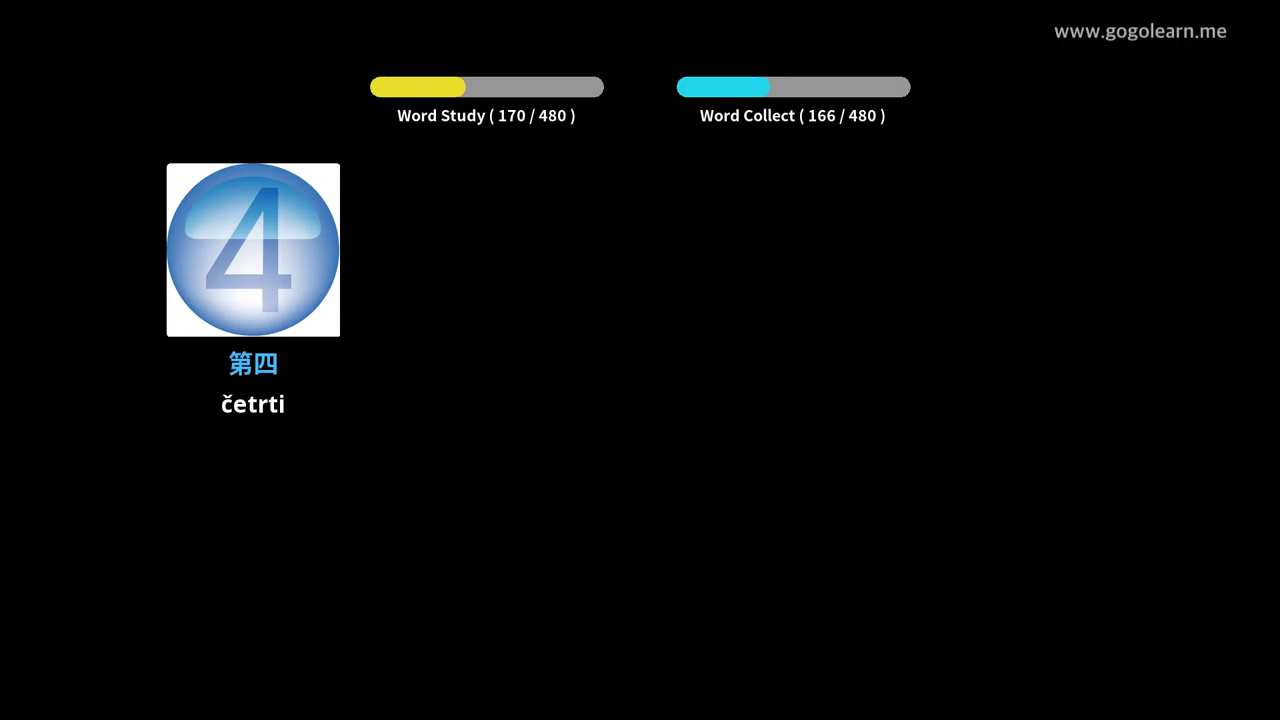 www.gogolearn.me
Word Study ( 170 / 480 )
Word Collect ( 166 / 480 )
4
第四
četrti